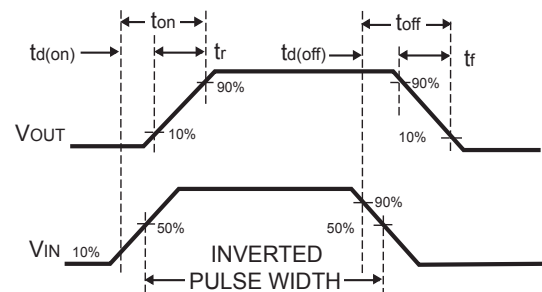 ton toff
td(on) tr td(off) tf
90% 90%
VOUT 10% 10%
90%
50% 50%
VIN 10% INVERTED
PULSE WIDTH